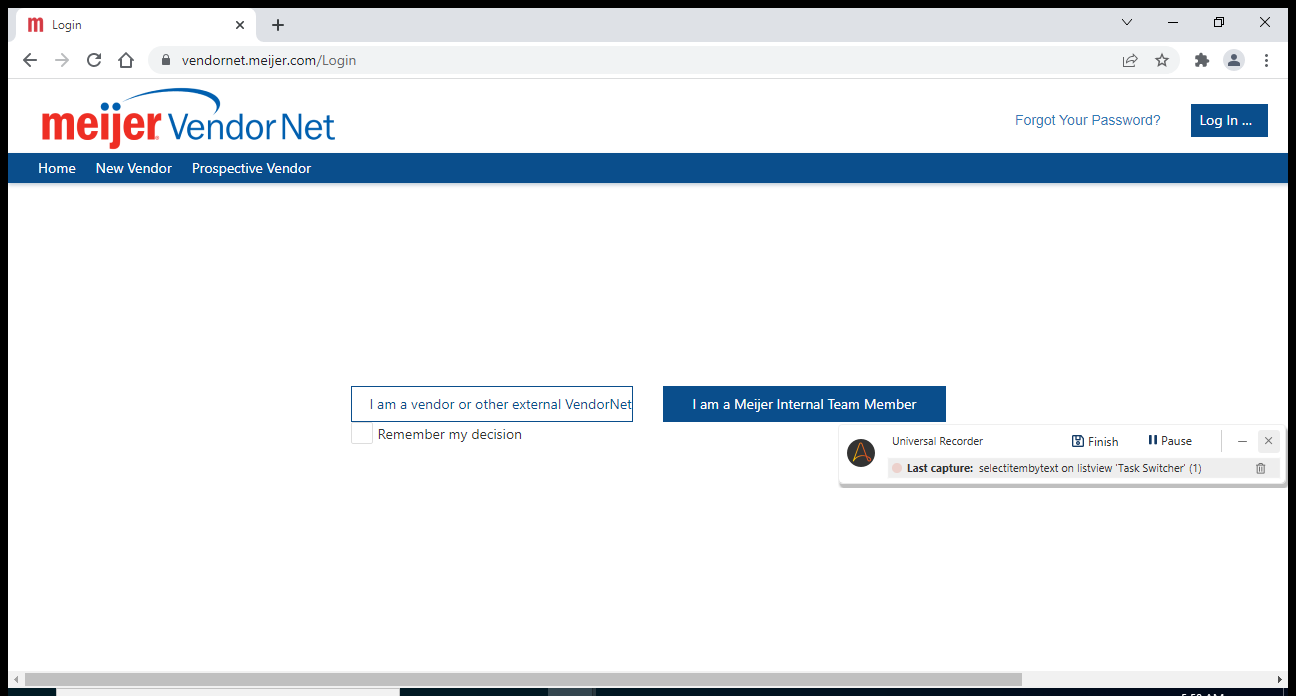 Login
vendornet.meijer.com/Login
meijer VendorNet
Forgot Your Password?
Log In ...
Home New Vendor Prospective Vendor
I am a vendor or other external VendorNet
I am a Meijer Internal Team Member
Remember my decision
Universal Recorder
Finish
Pause
Last capture: selectitembytext on listview 'Task Switcher' (1)